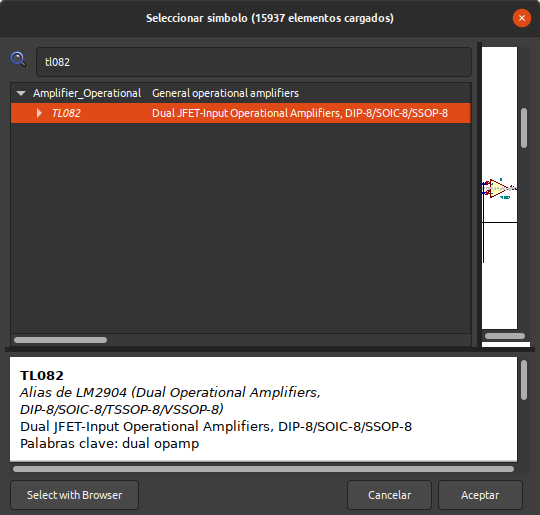 Seleccionar símbolo (15937 elementos cargados)
tl082
Amplifier_Operational General operational amplifiers
TL082 Dual JFET-Input Operational Amplifiers, DIP-8/SOIC-8/SSOP-8
TL082
Alias de LM2904 (Dual Operational Amplifiers,
DIP-8/SOIC-8/TSSOP-8/VSSOP-8)
Dual JFET-Input Operational Amplifiers, DIP-8/SOIC-8/SSOP-8
Palabras clave: dual opamp
Select with Browser
Cancelar
Aceptar